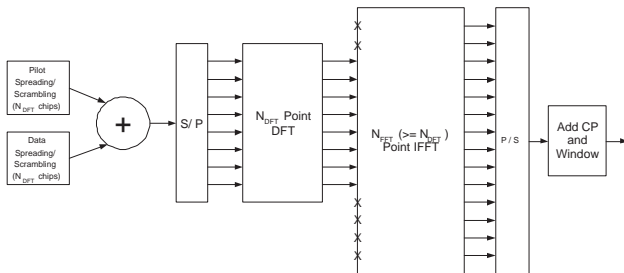 Pilot
Spreading/
Scrambling
(N DFT chips)
+
Data
Spreading/
Scrambling
(N DFT chips)
S/ P
N DFT Point
DFT
X
X
N FFT (>= N DFT )
Point IFFT
X
X
X
X
P / S
Add CP
and
Window